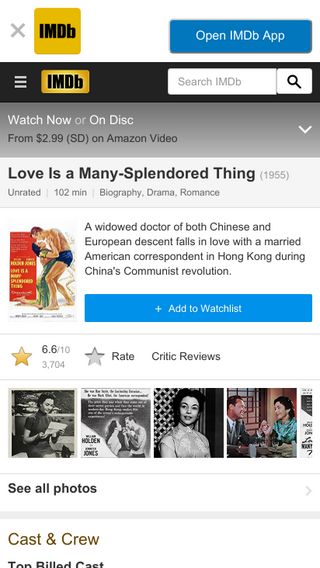 IMDb
Open IMDb App
IMDb
Search IMDb
Watch Now or On Disc
From $2.99 (SD) on Amazon Video
Love Is a Many-Splendored Thing (1955)
Unrated | 102 min | Biography, Drama, Romance
A widowed doctor of both Chinese and
European descent falls in love with a married
American correspondent in Hong Kong during
China's Communist revolution.
HOLDEN JONES
LOVE IS A
MANY-
SPLENDORED
THING
+ Add to Watchlist
6.6/10
3,704
Rate
Critic Reviews
WILLIAM
HOLDEN
JENNIFER
JONES
See all photos
Cast & Crew
Top Billed Cast